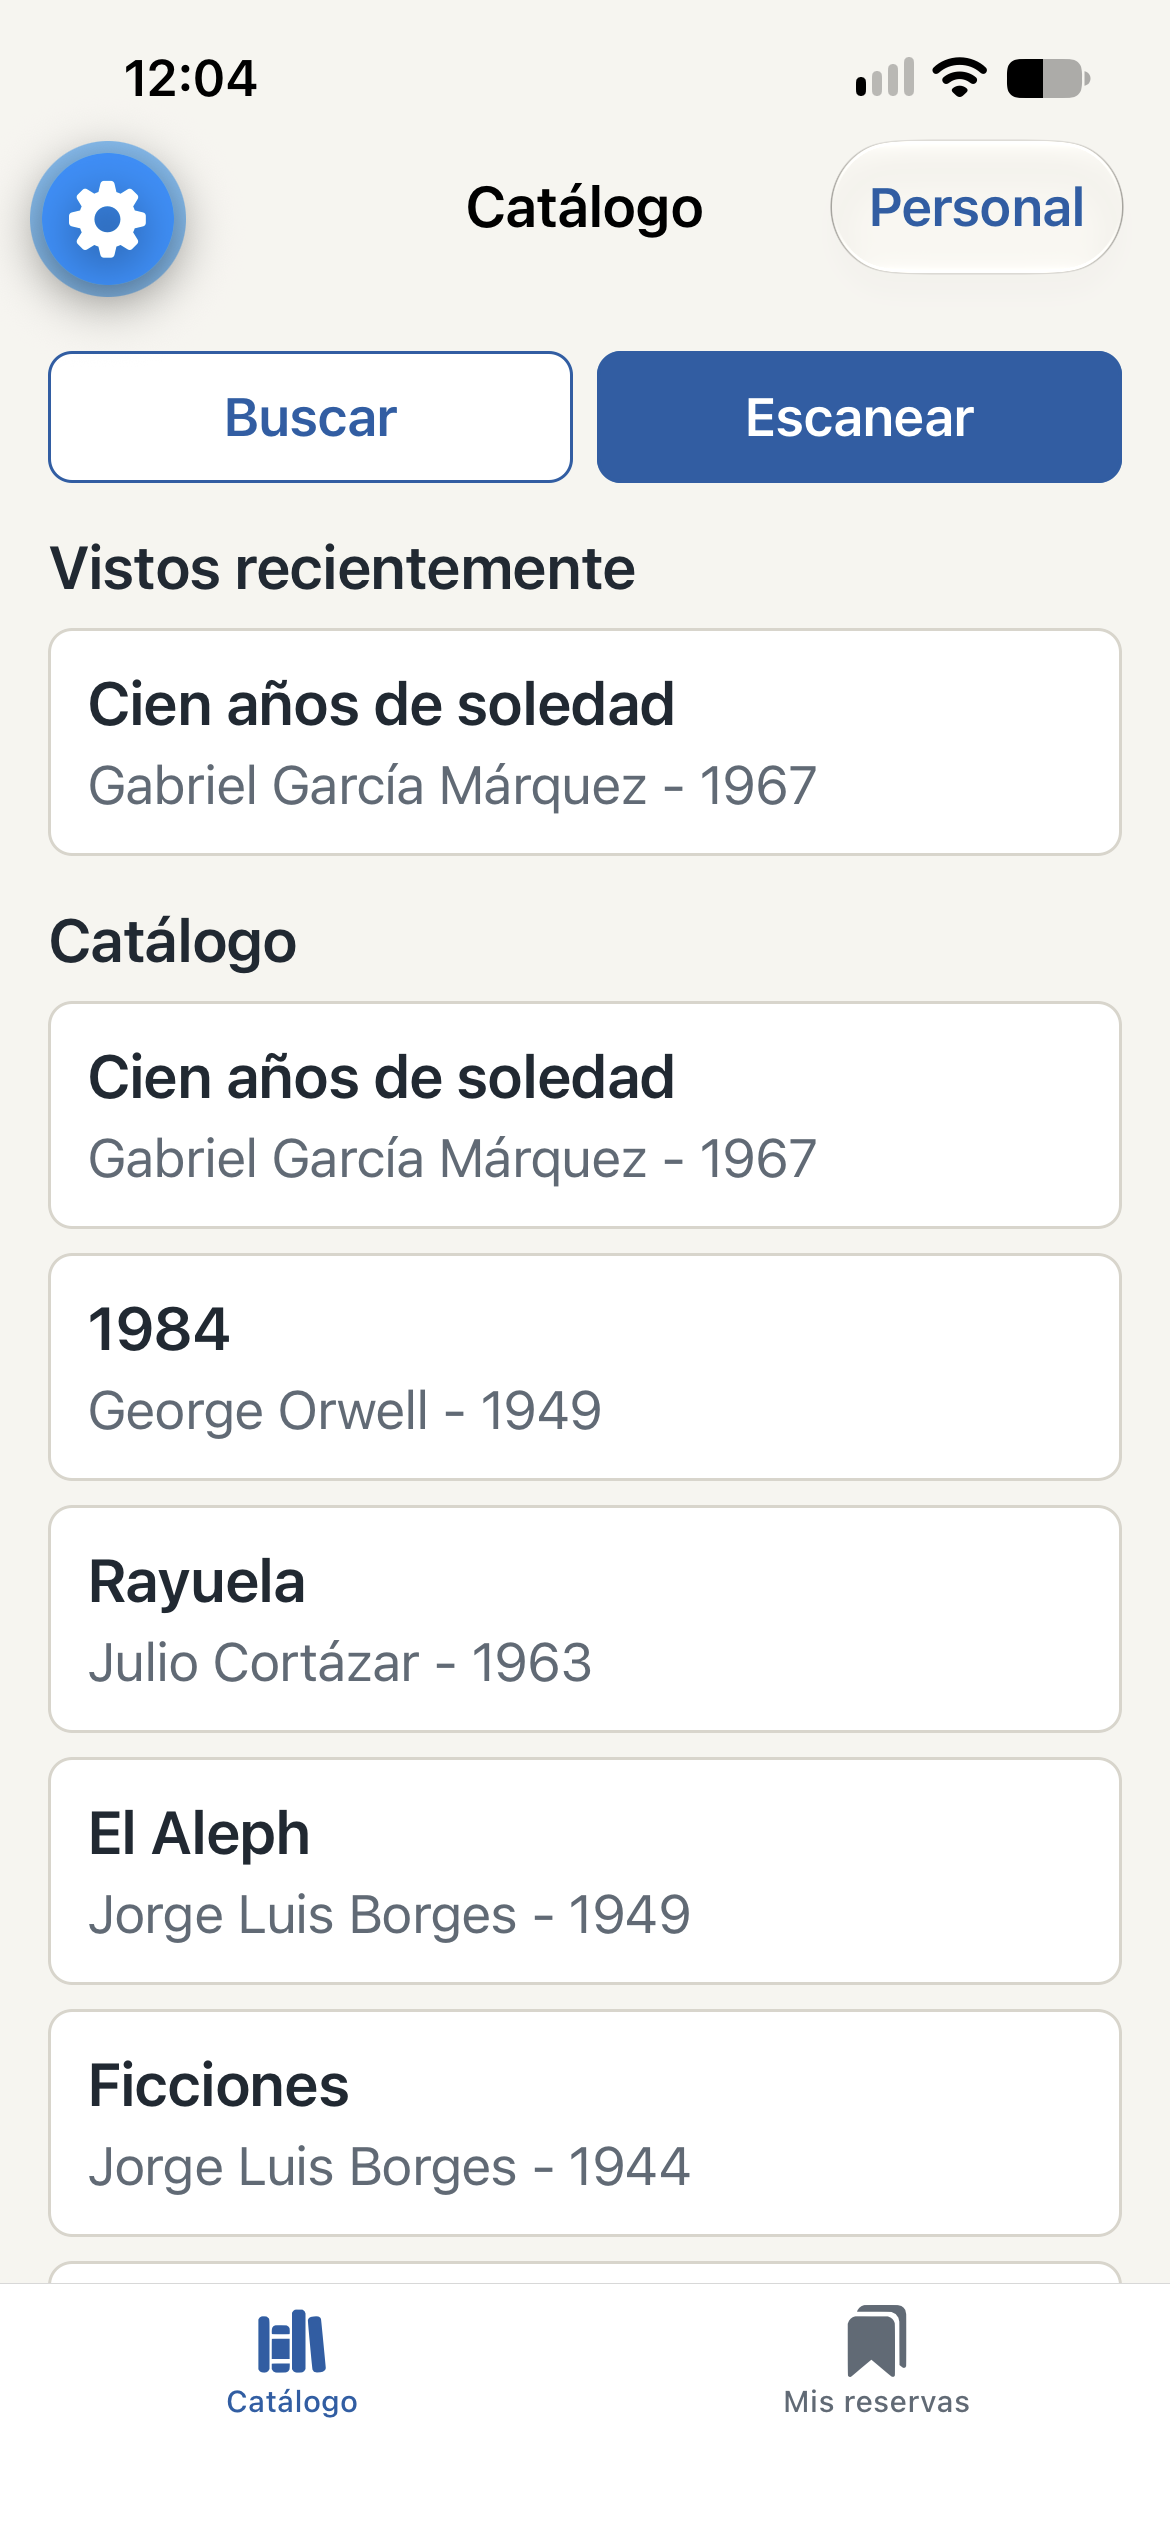 12:04
Catálogo
Personal
Buscar
Escanear
Vistos recientemente
Cien años de soledad
Gabriel García Márquez - 1967
Catálogo
Cien años de soledad
Gabriel García Márquez - 1967
1984
George Orwell - 1949
Rayuela
Julio Cortázar - 1963
El Aleph
Jorge Luis Borges - 1949
Ficciones
Jorge Luis Borges - 1944
Catálogo
Mis reservas